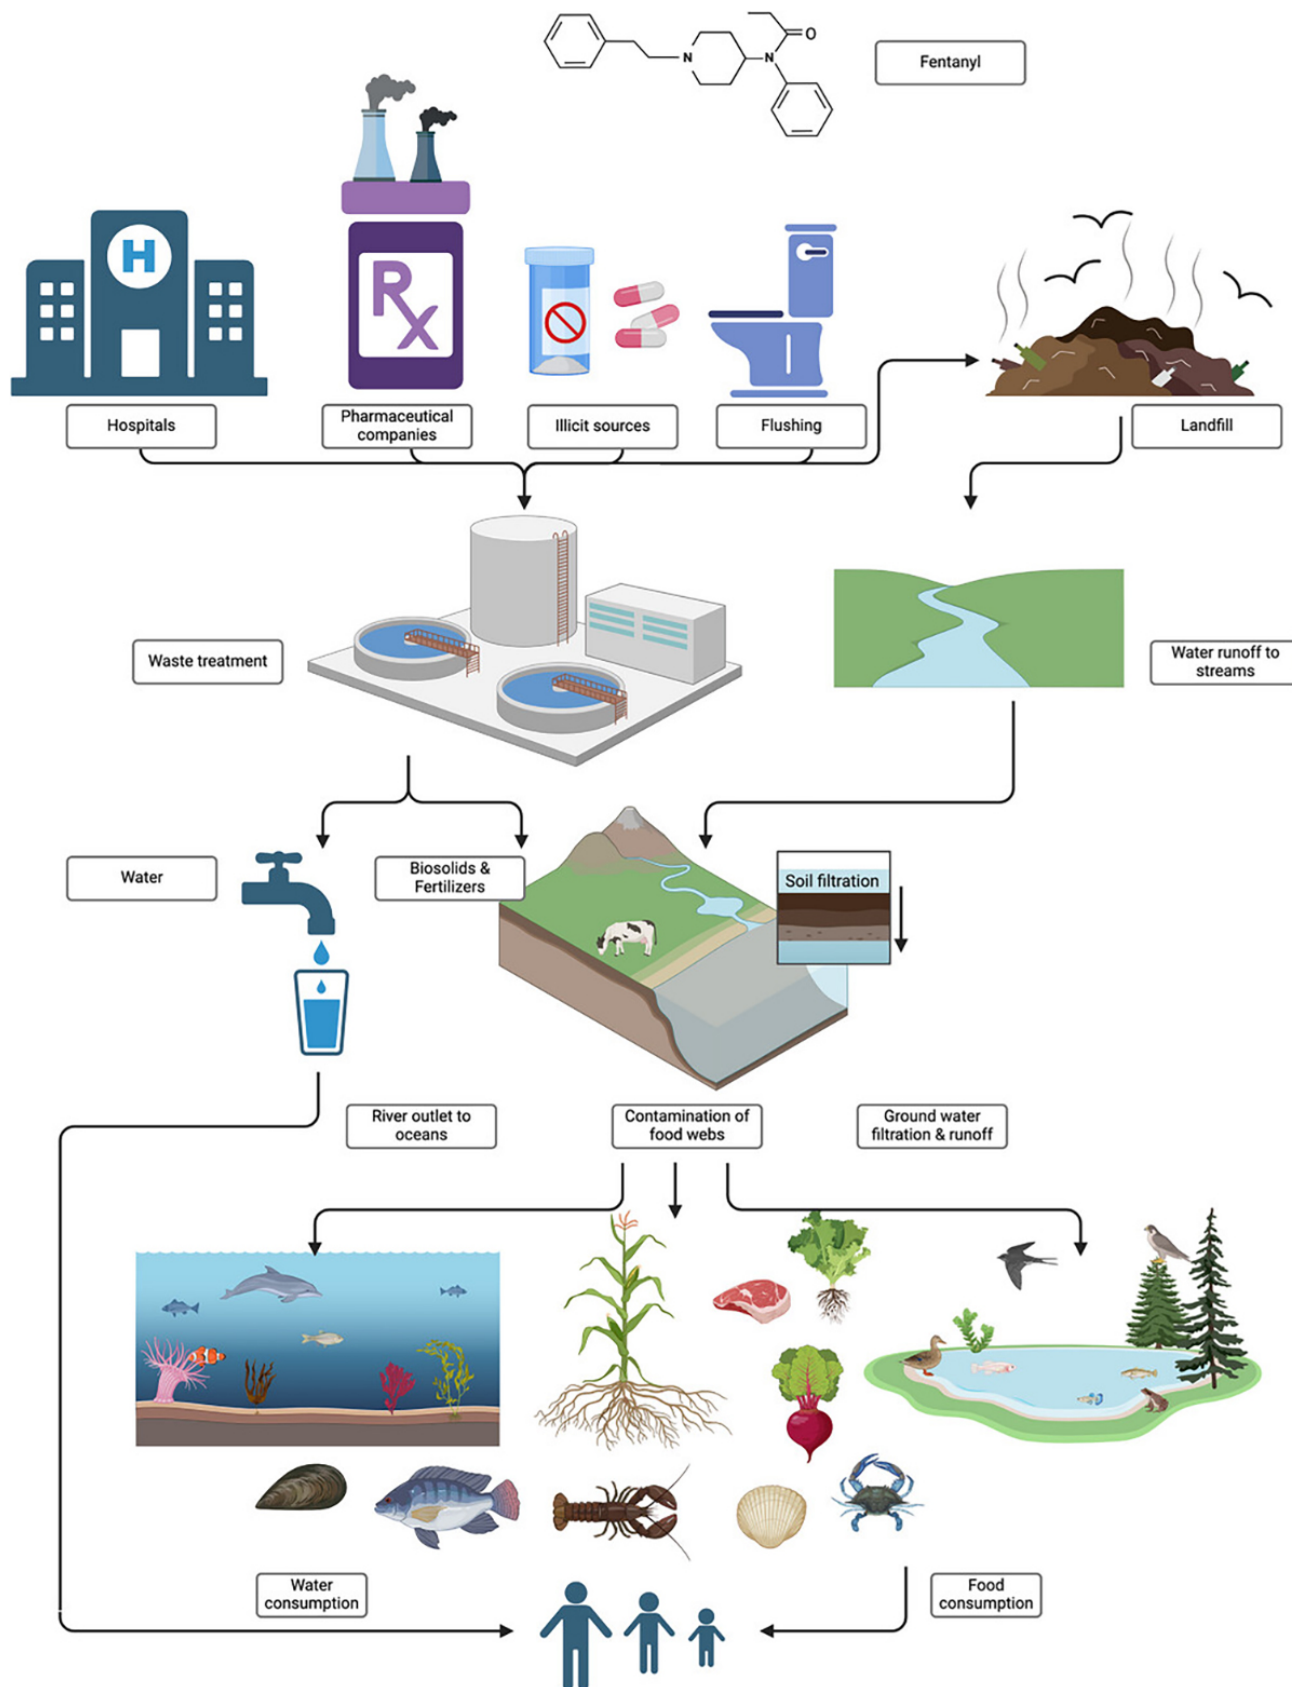 N
N
O
Fentanyl
H
Rx
Hospitals
Pharmaceutical
companies
Illicit sources
Flushing
Landfill
Waste treatment
Water runoff to
streams
Water
Biosolids &
Fertilizers
Soil filtration
River outlet to
oceans
Contamination of
food webs
Ground water
filtration & runoff
Water
consumption
Food
consumption